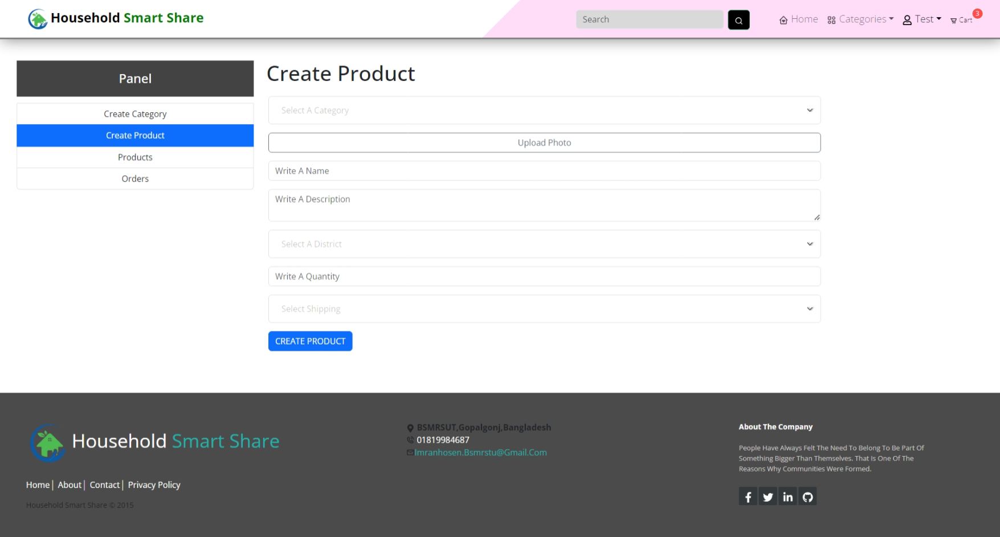 Household Smart Share
Search
Home
Categories
Test
Cart
3
Panel
Create Category
Create Product
Products
Orders
Create Product
Select A Category
Upload Photo
Write A Name
Write A Description
Select A District
Write A Quantity
Select Shipping
CREATE PRODUCT
Household Smart Share
Home | About | Contact | Privacy Policy
Household Smart Share © 2015
BSMRSUT,Gopalgonj,Bangladesh
01819984687
Imranhosen.Bsmrstu@Gmail.Com
About The Company
People Have Always Felt The Need To Belong To Be Part Of
Something Bigger Than Themselves. That Is One Of The
Reasons Why Communities Were Formed.